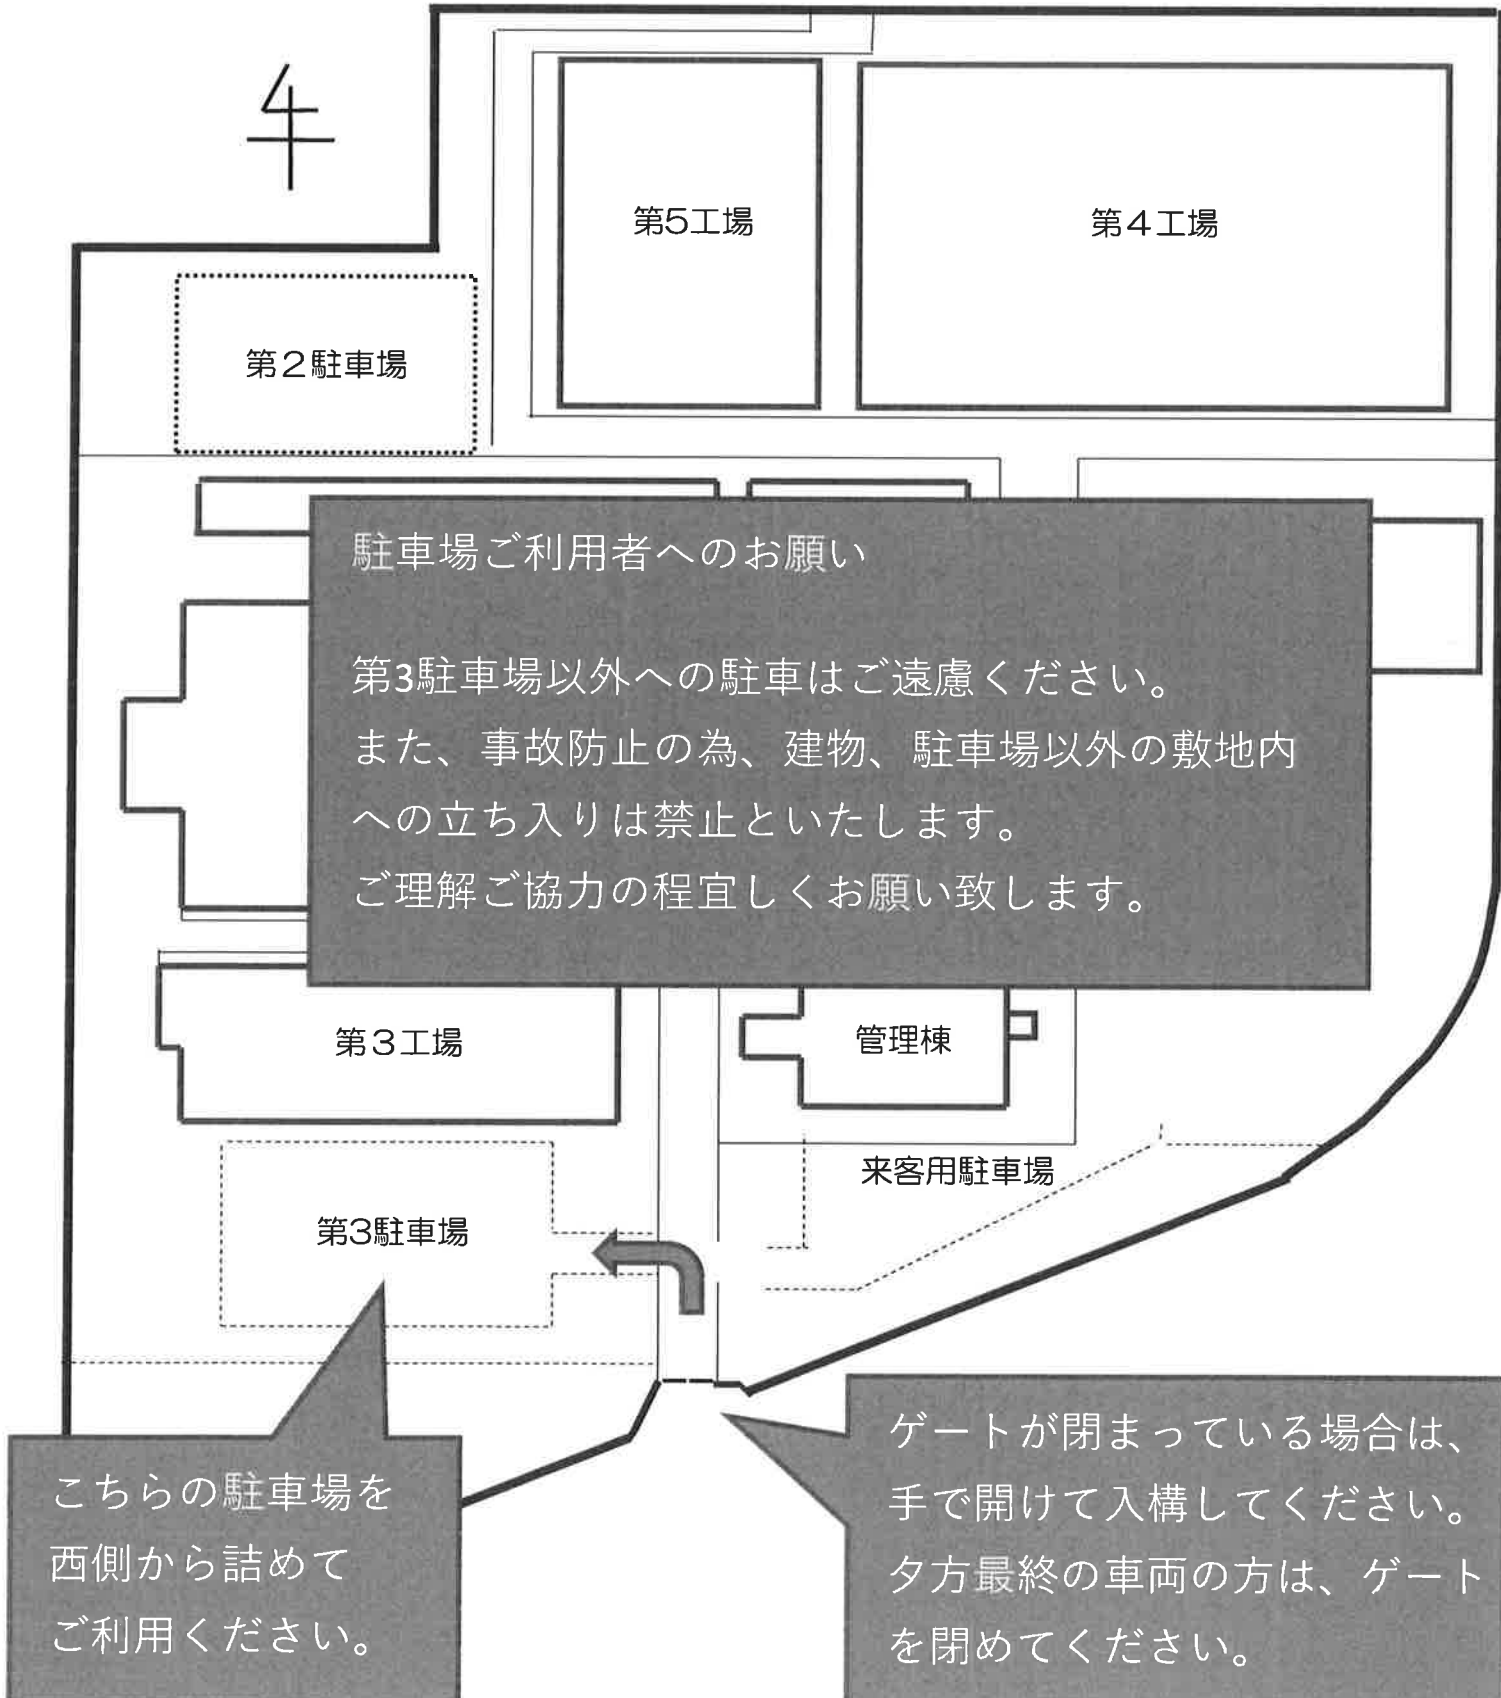 第5工場
第4工場
第2駐車場
駐車場ご利用者へのお願い
第3駐車場以外への駐車はご遠慮ください。
また、事故防止の為、建物、駐車場以外の敷地内
への立ち入りは禁止といたします。
ご理解ご協力の程宜しくお願い致します。
第3工場
管理棟
来客用駐車場
第3駐車場
こちらの駐車場を
西側から詰めて
ご利用ください。
ゲートが閉まっている場合は、
手で開けて入構してください。
夕方最終の車両の方は、ゲート
を閉めてください。